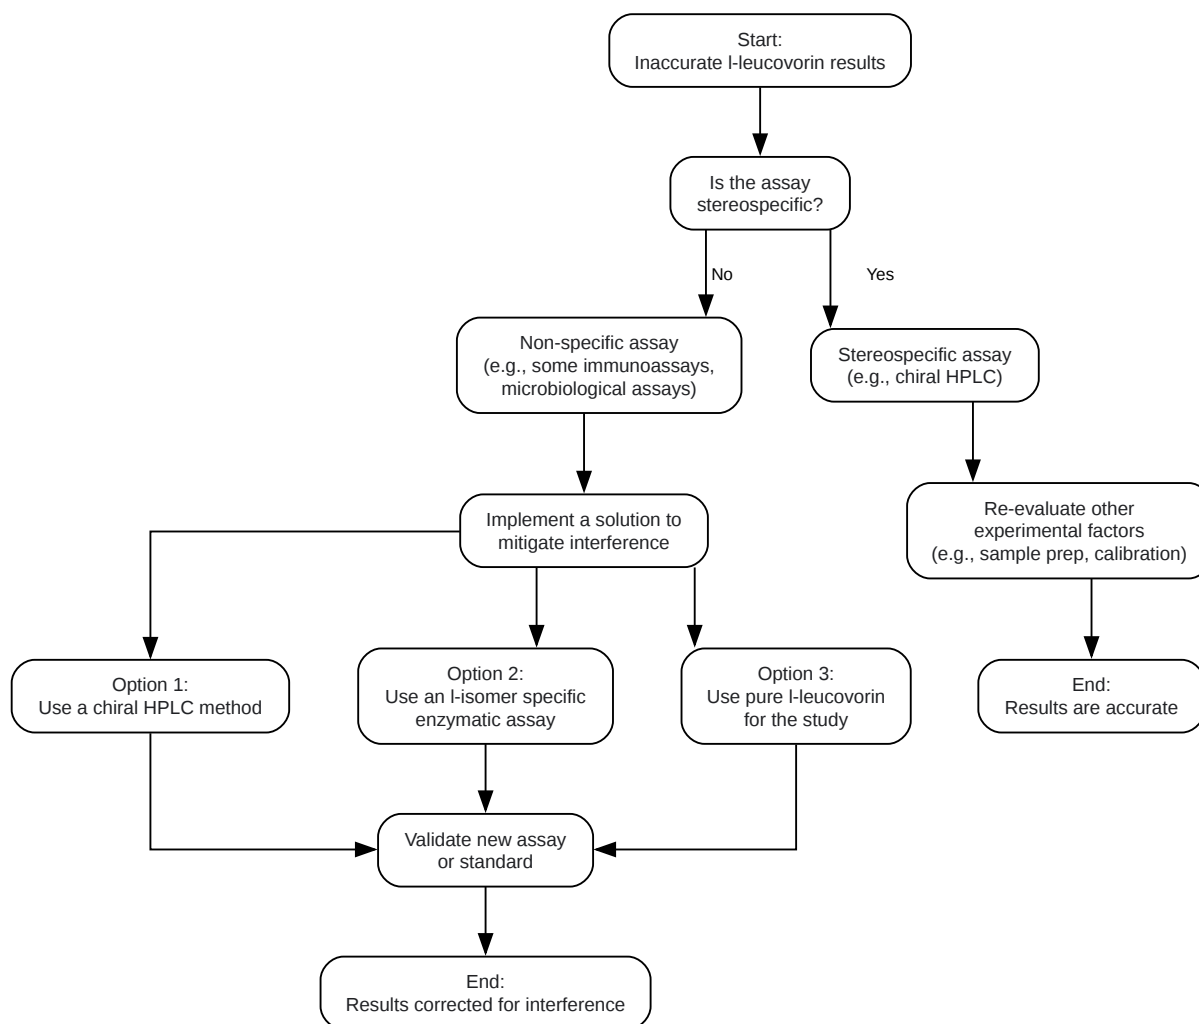 Start:
Inaccurate l-leucovorin results
Is the assay
stereospecific?
No
Yes
Non-specific assay
(e.g., some immunoassays,
microbiological assays)
Stereospecific assay
(e.g., chiral HPLC)
Implement a solution to
mitigate interference
Re-evaluate other
experimental factors
(e.g., sample prep, calibration)
Option 1:
Use a chiral HPLC method
Option 2:
Use an l-isomer specific
enzymatic assay
Option 3:
Use pure l-leucovorin
for the study
End:
Results are accurate
Validate new assay
or standard
End:
Results corrected for interference